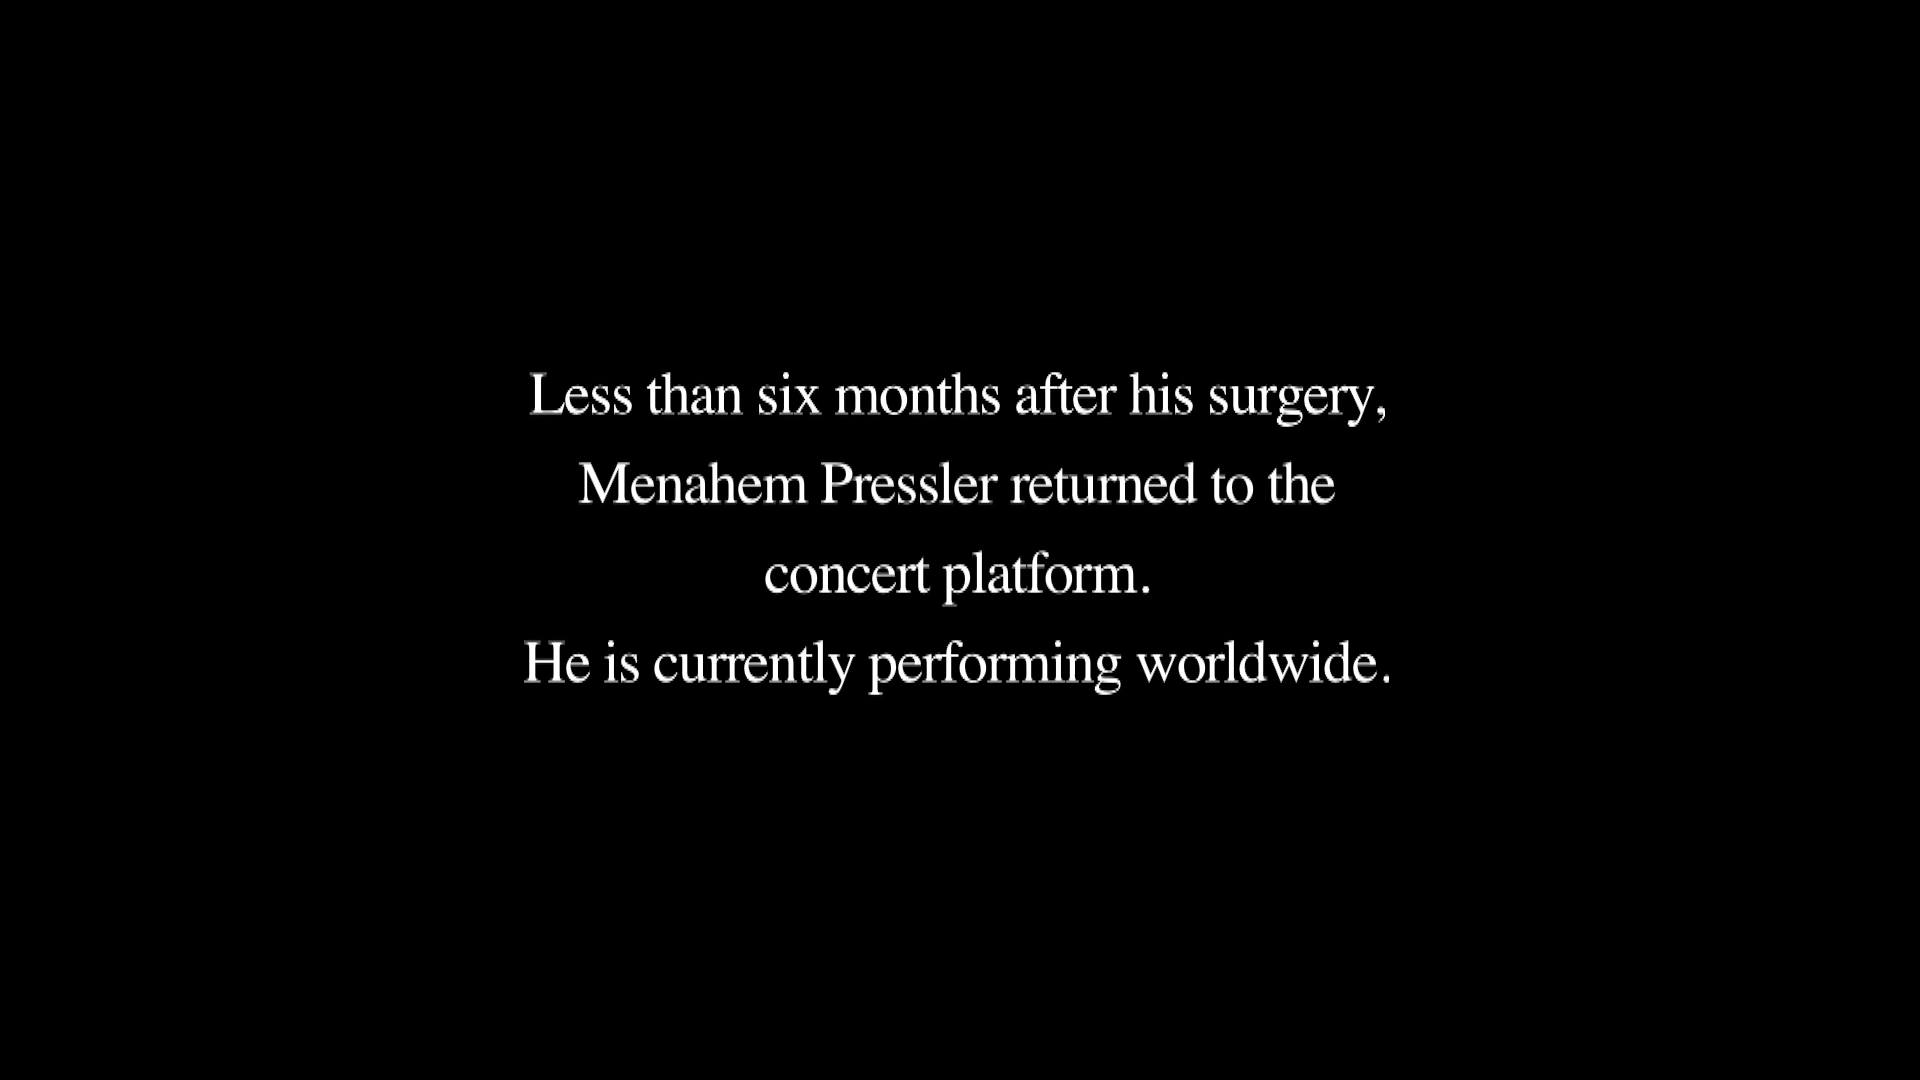 Less than six months after his surgery,
Menahem Pressler returned to the
concert platform.
He is currently performing worldwide.